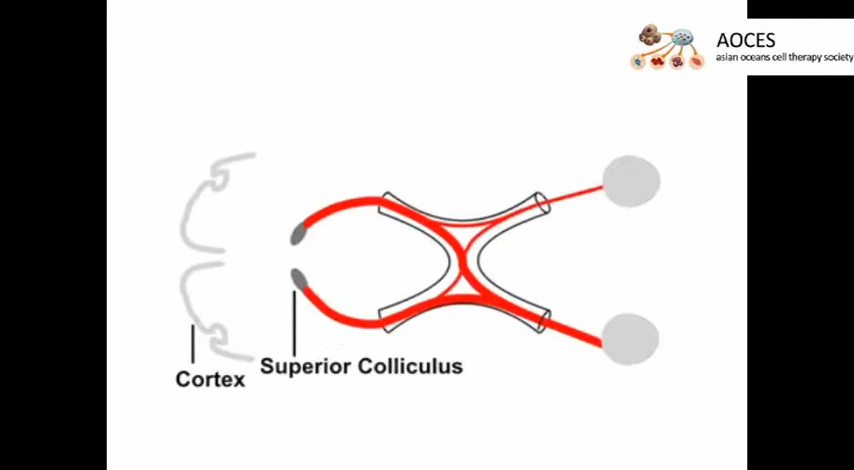 AOCES
asian oceans cell therapy society
Superior Colliculus
Cortex